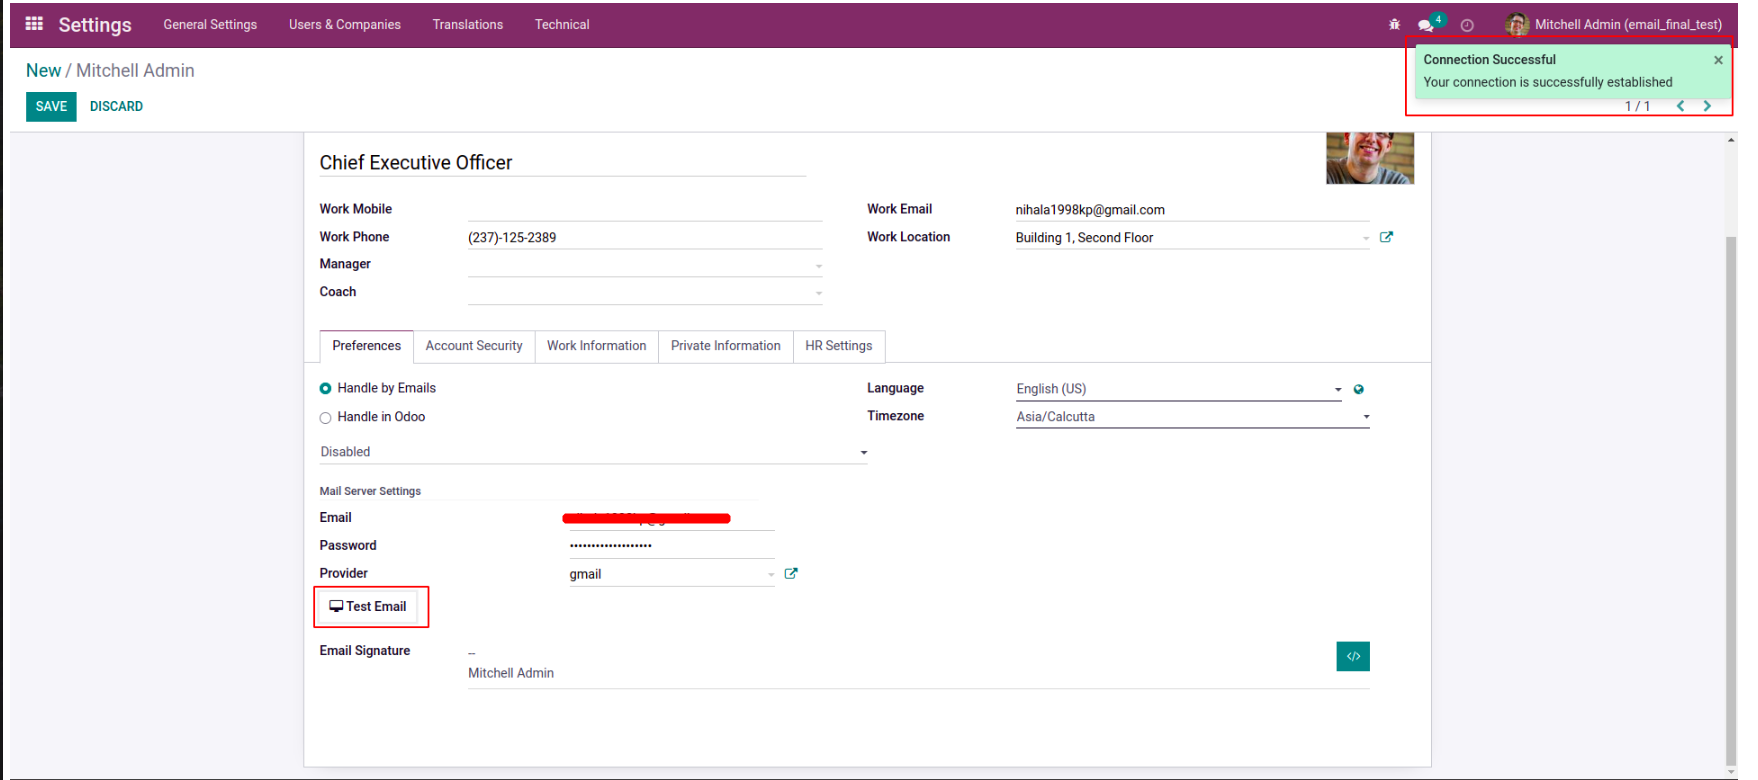 Settings General Settings Users & Companies Translations Technical 4 Mitchell Admin (email_final_test)
New / Mitchell Admin
Connection Successful ×
Your connection is successfully established
SAVE DISCARD
1 / 1
Chief Executive Officer
Work Mobile
Work Email nihala1998kp@gmail.com
Work Phone (237)-125-2389
Work Location Building 1, Second Floor
Manager
Coach
Preferences Account Security Work Information Private Information HR Settings
Handle by Emails
Language English (US)
Handle in Odoo
Timezone Asia/Calcutta
Disabled
Mail Server Settings
Email
Password •••••••••••••••••••
Provider gmail
Test Email
Email Signature --
</>
Mitchell Admin